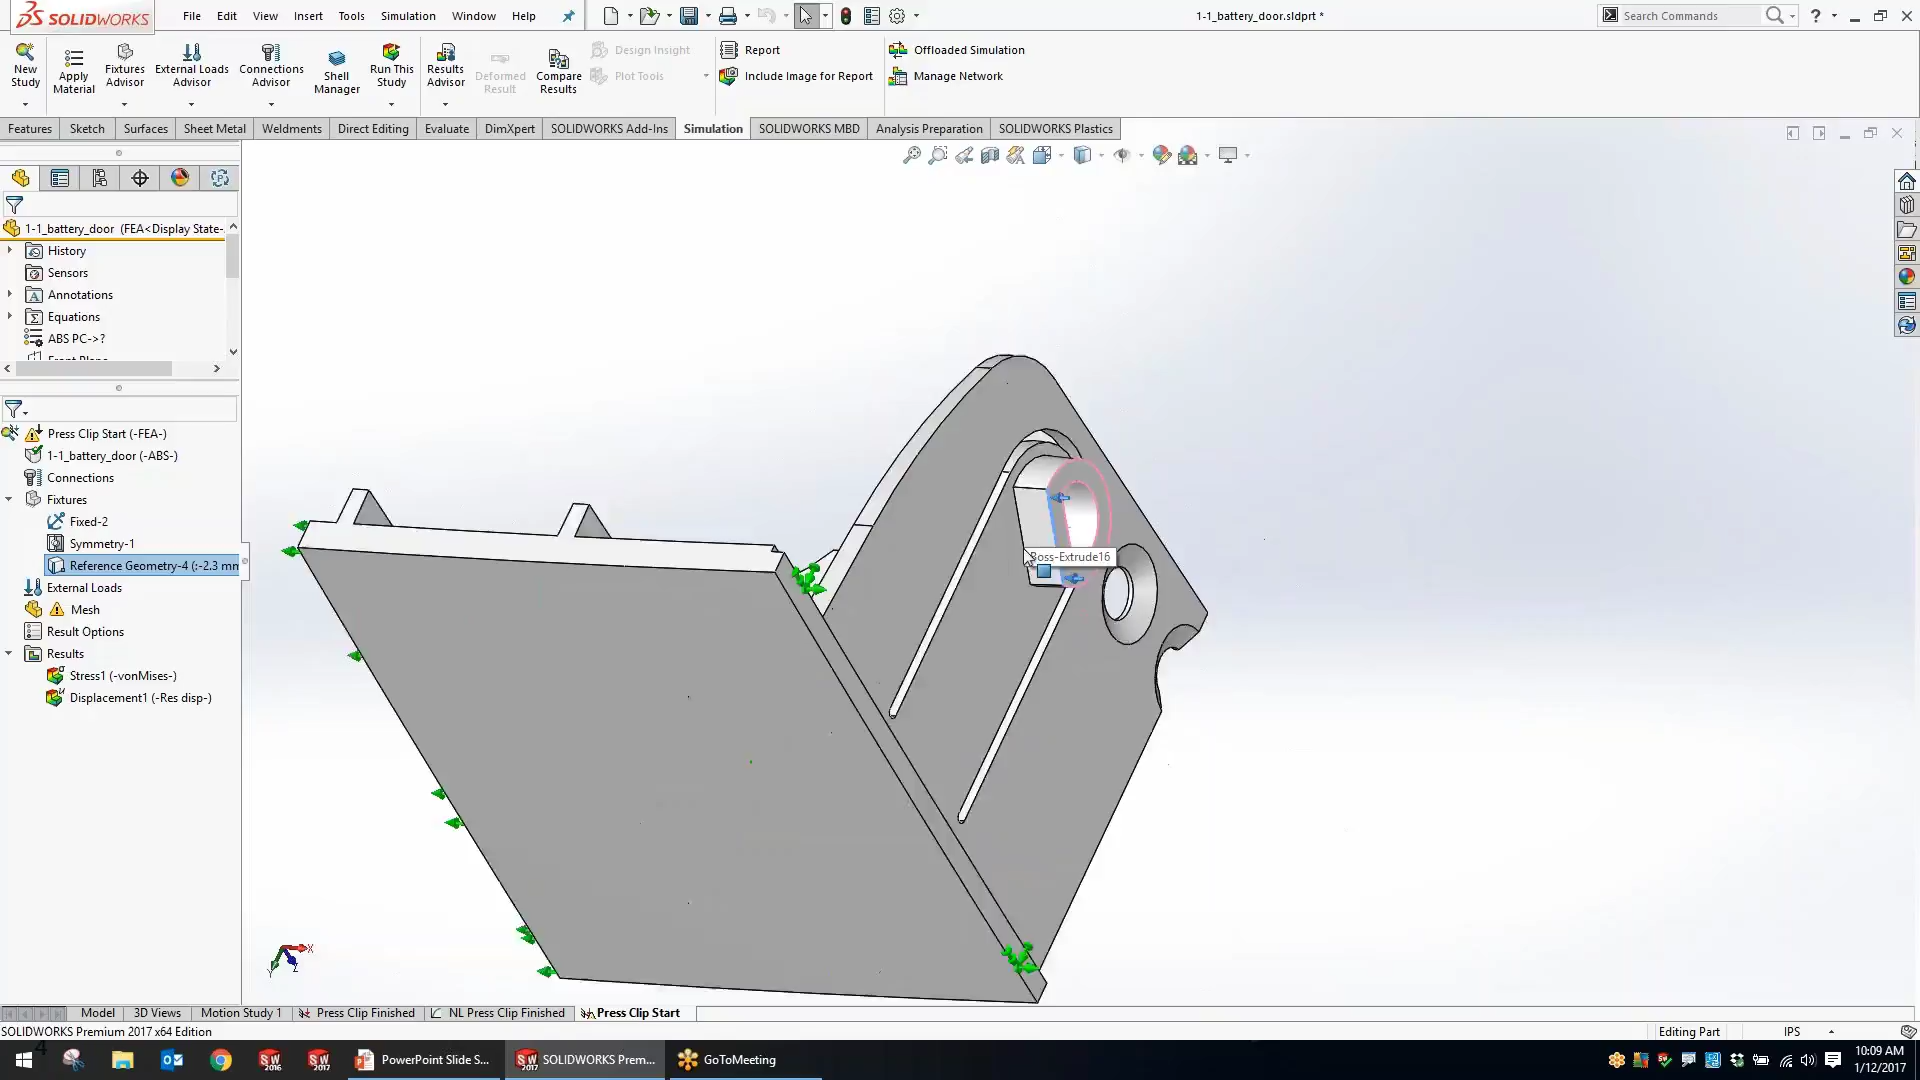 SOLIDWORKS
File Edit View Insert Tools Simulation Window Help
1-1_battery_door.sldprt *
Search Commands
New Study
Apply Material
Fixtures Advisor
External Loads Advisor
Connections Advisor
Shell Manager
Run This Study
Results Advisor
Deformed Result
Compare Results
Design Insight
Plot Tools
Report
Include Image for Report
Offloaded Simulation
Manage Network
Features Sketch Surfaces Sheet Metal Weldments Direct Editing Evaluate DimXpert SOLIDWORKS Add-Ins Simulation SOLIDWORKS MBD Analysis Preparation SOLIDWORKS Plastics
1-1_battery_door (FEA<Display State-
History
Sensors
Annotations
Equations
ABS PC->?
Front Plane
Press Clip Start (-FEA-)
1-1_battery_door (-ABS-)
Connections
Fixtures
Fixed-2
Symmetry-1
Reference Geometry-4 (:-2.3 mm
External Loads
Mesh
Result Options
Results
Stress1 (-vonMises-)
Displacement1 (-Res disp-)
Boss-Extrude16
X
Y
Z
Model 3D Views Motion Study 1 Press Clip Finished NL Press Clip Finished Press Clip Start
SOLIDWORKS Premium 2017 x64 Edition
Editing Part
IPS
4
PowerPoint Slide S...
SOLIDWORKS Prem...
GoToMeeting
10:09 AM
1/12/2017